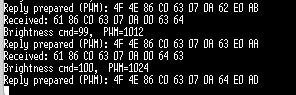 Reply prepared (PWM): 4F 4E 86 C0 63 07 0A 62 E0 AB
Received: 61 86 C0 63 07 0A 00 63 64
Brightness cmd=99, PWM=1012
Reply prepared (PWM): 4F 4E 86 C0 63 07 0A 63 E0 AA
Received: 61 86 C0 63 07 0A 00 64 63
Brightness cmd=100, PWM=1024
Reply prepared (PWM): 4F 4E 86 C0 63 07 0A 64 E0 AD